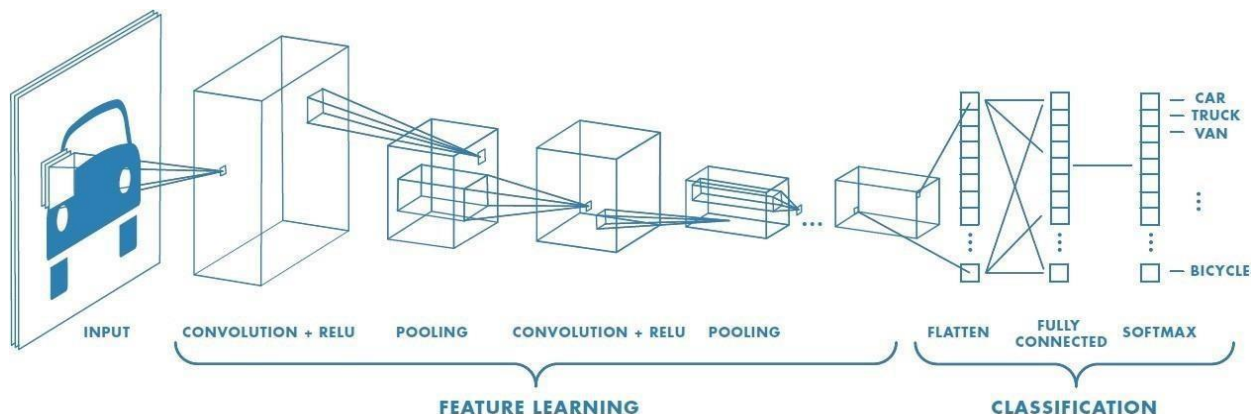 CAR
TRUCK
VAN
BICYCLE
INPUT
CONVOLUTION + RELU
POOLING
CONVOLUTION + RELU
POOLING
FLATTEN
FULLY
CONNECTED
SOFTMAX
FEATURE LEARNING
CLASSIFICATION